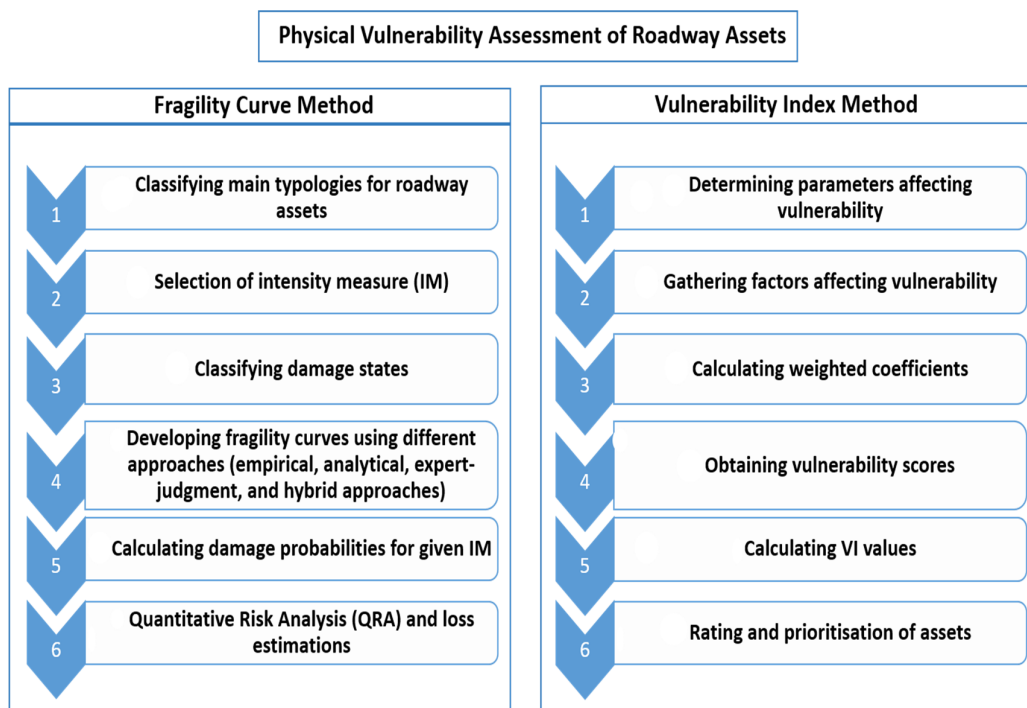 Physical Vulnerability Assessment of Roadway Assets
Fragility Curve Method
1
Classifying main typologies for roadway
assets
2
Selection of intensity measure (IM)
3
Classifying damage states
4
Developing fragility curves using different
approaches (empirical, analytical, expert-
judgment, and hybrid approaches)
5
Calculating damage probabilities for given IM
6
Quantitative Risk Analysis (QRA) and loss
estimations
Vulnerability Index Method
1
Determining parameters affecting
vulnerability
2
Gathering factors affecting vulnerability
3
Calculating weighted coefficients
4
Obtaining vulnerability scores
5
Calculating VI values
6
Rating and prioritisation of assets